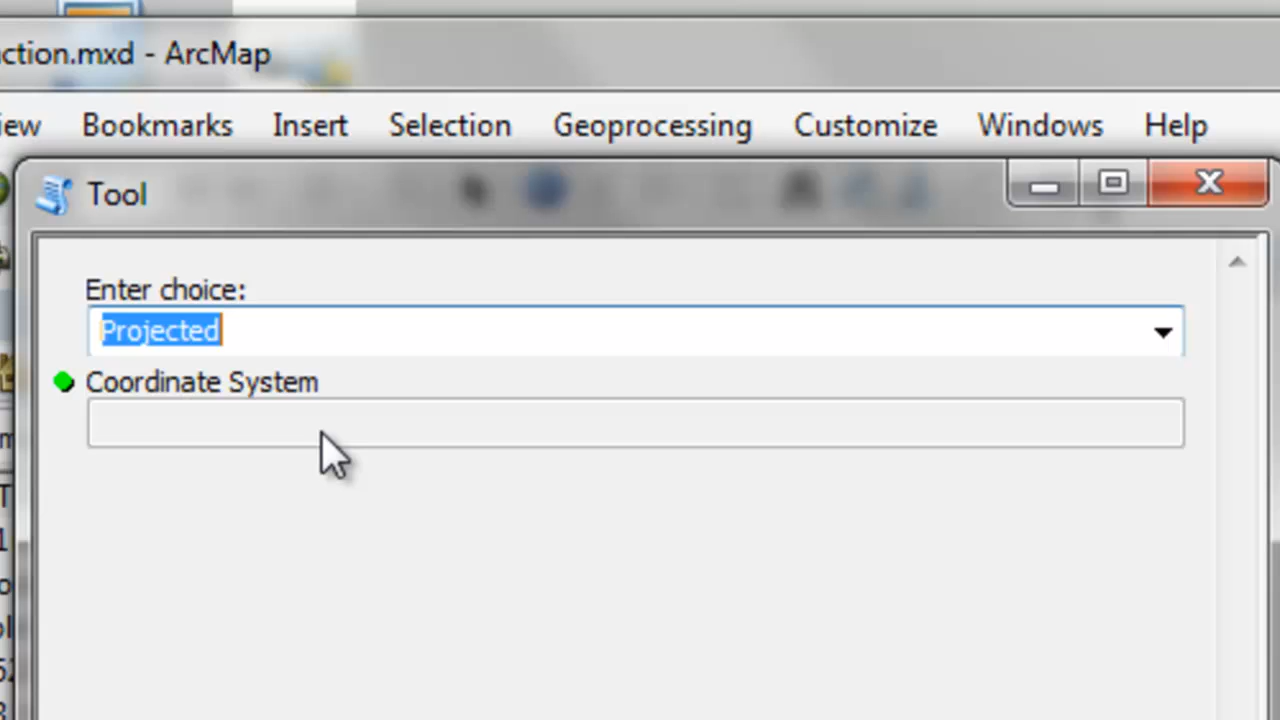 ction.mxd - ArcMap
iew Bookmarks Insert Selection Geoprocessing Customize Windows Help
Tool
Enter choice:
Projected
Coordinate System